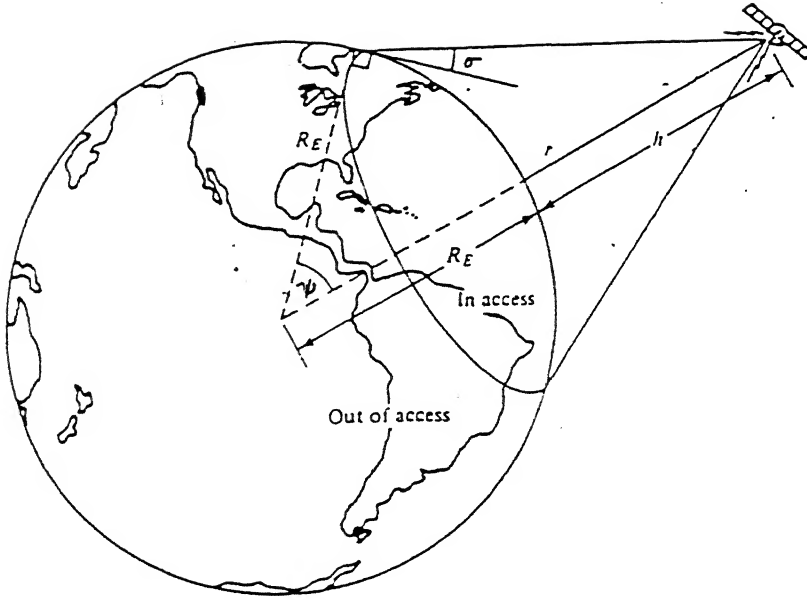 σ
R_E
r
h
R_E
ψ
In access
Out of access